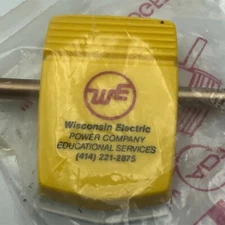 WE
Wisconsin Electric
POWER COMPANY
EDUCATIONAL SERVICES
(414) 221-2875